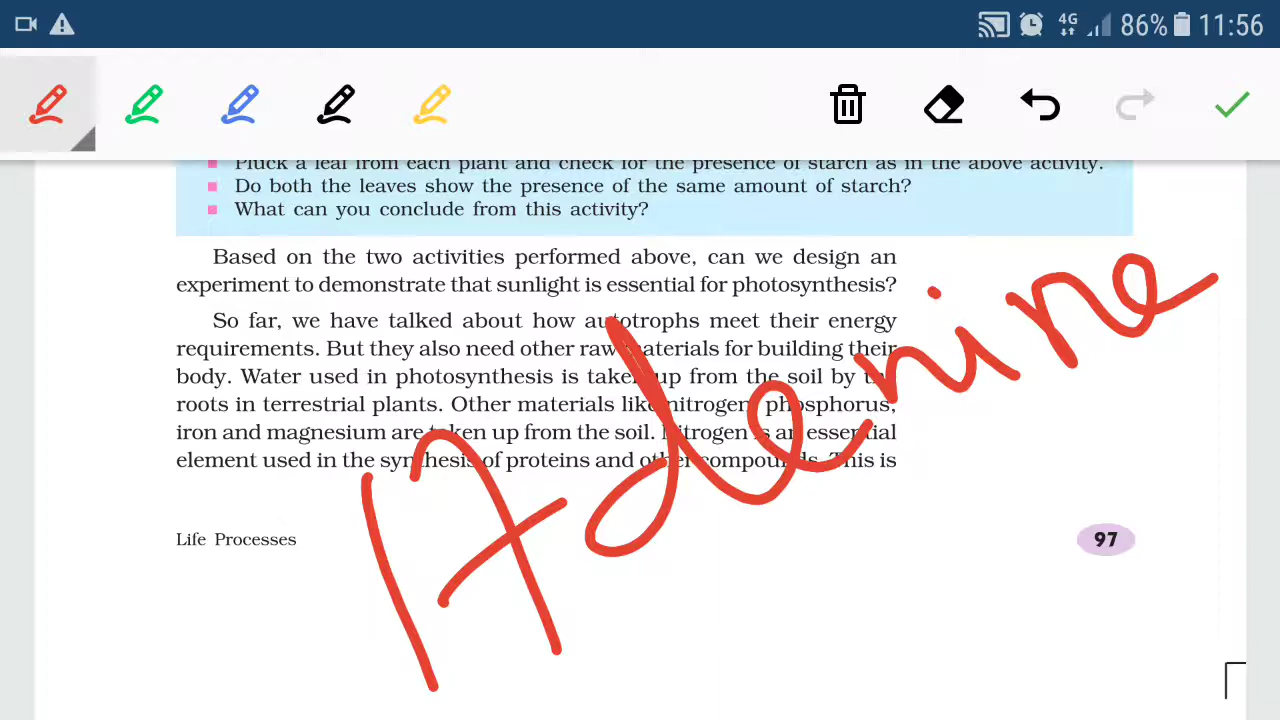 4G 86% 11:56
Pluck a leaf from each plant and check for the presence of starch as in the above activity.
Do both the leaves show the presence of the same amount of starch?
What can you conclude from this activity?
Based on the two activities performed above, can we design an
experiment to demonstrate that sunlight is essential for photosynthesis?
So far, we have talked about how autotrophs meet their energy
requirements. But they also need other raw materials for building their
body. Water used in photosynthesis is taken up from the soil by the
roots in terrestrial plants. Other materials like nitrogen, phosphorus,
iron and magnesium are taken up from the soil. Nitrogen is an essential
element used in the synthesis of proteins and other compounds. This is
Adenine
Life Processes 97